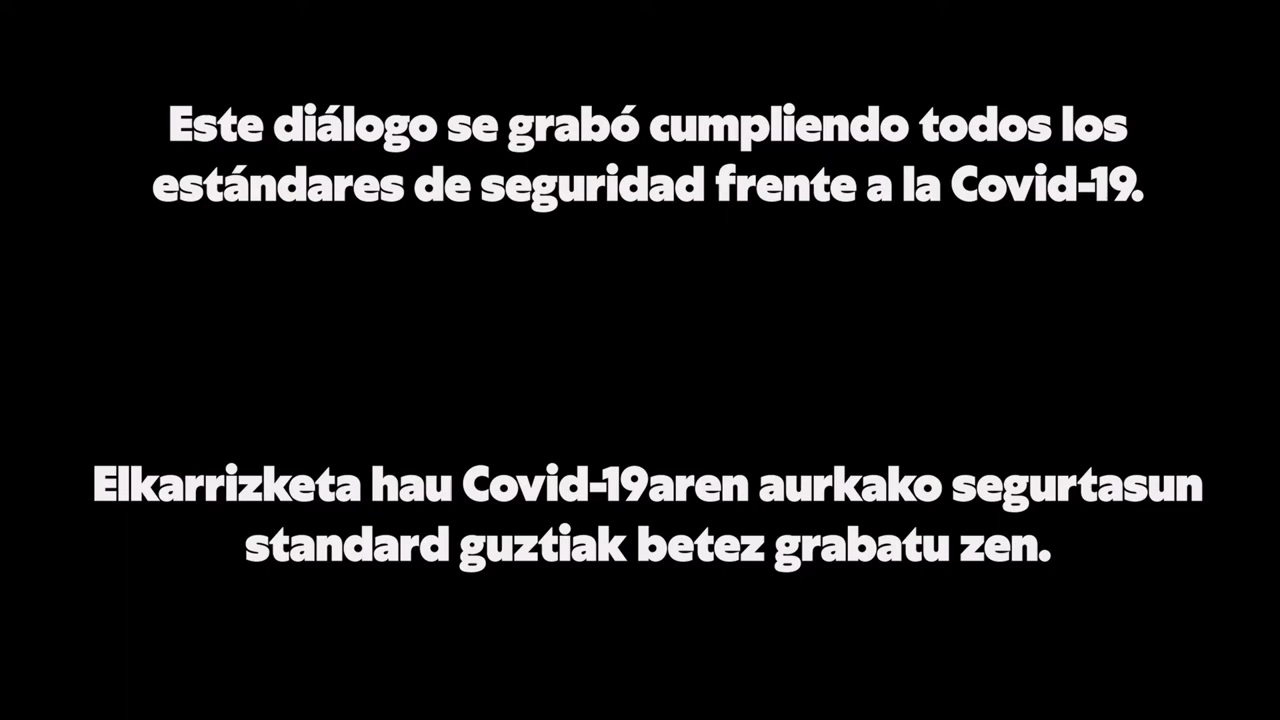 Este diálogo se grabó cumpliendo todos los
estándares de seguridad frente a la Covid-19.
Elkarrizketa hau Covid-19aren aurkako segurtasun
standard guztiak betez grabatu zen.